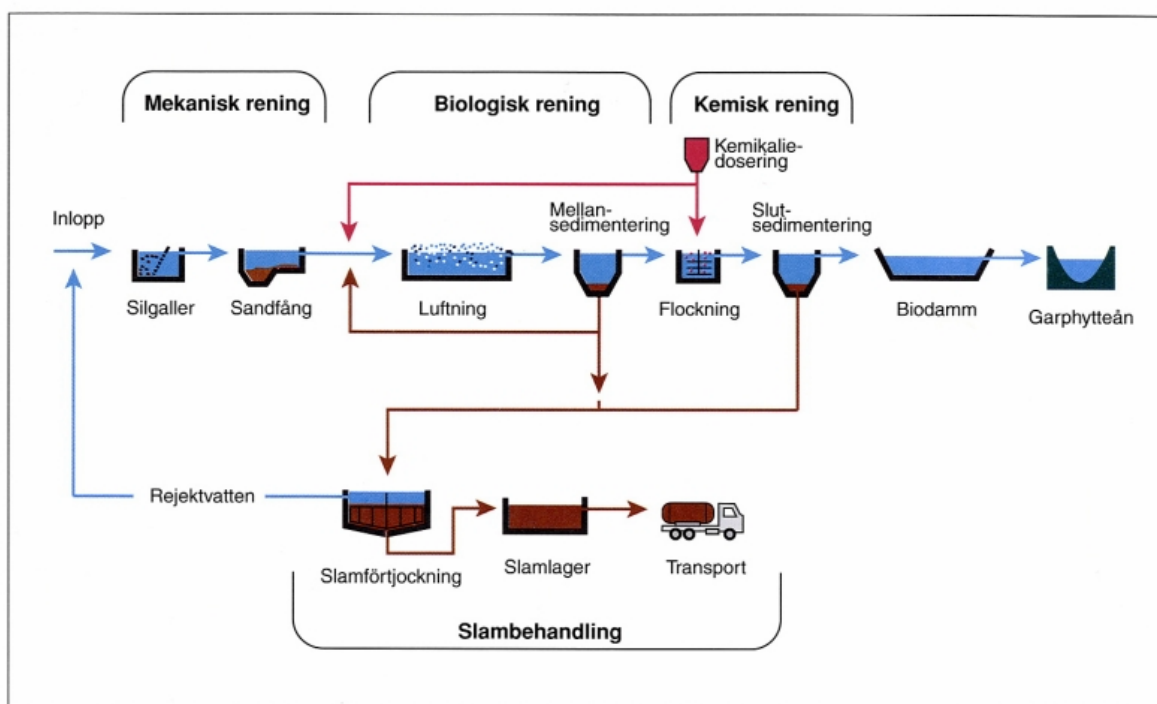 Mekanisk rening
Biologisk rening
Kemisk rening
Kemikalie-
dosering
Inlopp
Mellan-
sedimentering
Slut-
sedimentering
Silgaller
Sandfång
Luftning
Flockning
Biodamm
Garphytteån
Rejektvatten
Slamförtjockning
Slamlager
Transport
Slambehandling